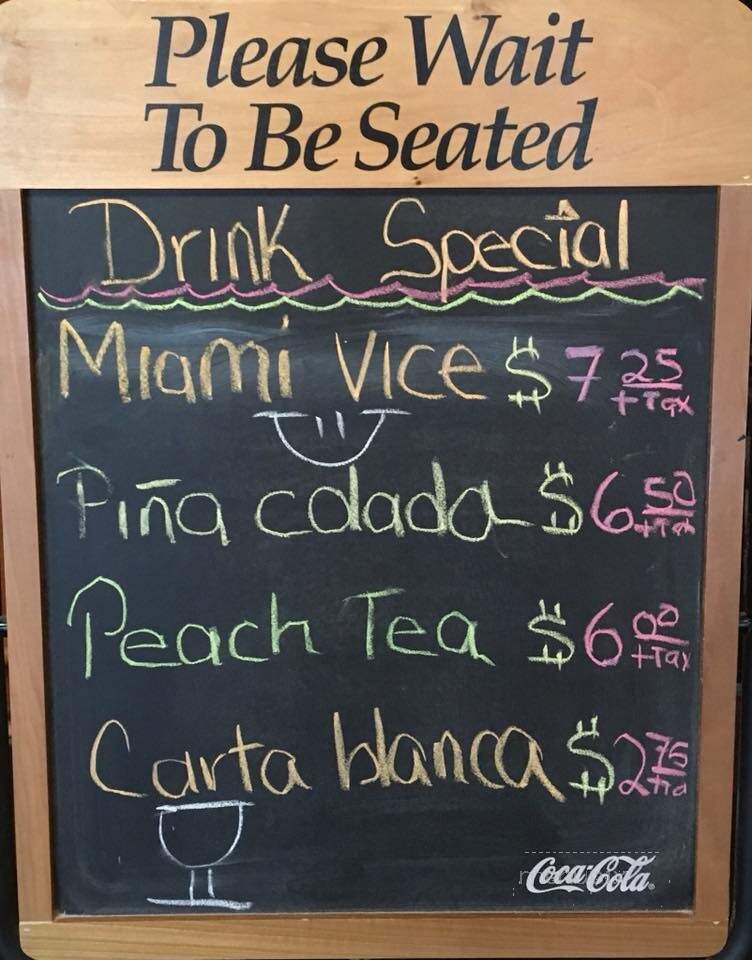 Please Wait
To Be Seated
Drink Special
Miami Vice $7 25
+Tax
Piña colada $6 50
+Tax
Peach Tea $6 00
+Tax
Carta blanca $2 75
Coca-Cola